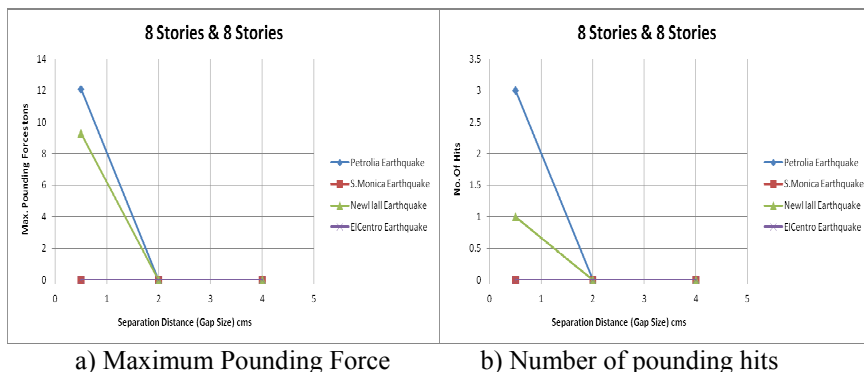 8 Stories & 8 Stories
14
12
10
8
6
4
2
0
0 1 2 3 4 5
Max. Pounding Forces tons
Separation Distance (Gap Size) cms
Petrolia Earthquake
S.Monica Earthquake
NewHall Earthquake
ElCentro Earthquake
8 Stories & 8 Stories
3.5
3
2.5
2
1.5
1
0.5
0
0 1 2 3 4 5
No. Of Hits
Separation Distance (Gap Size) cms
Petrolia Earthquake
S.Monica Earthquake
NewHall Earthquake
ElCentro Earthquake
a) Maximum Pounding Force
b) Number of pounding hits